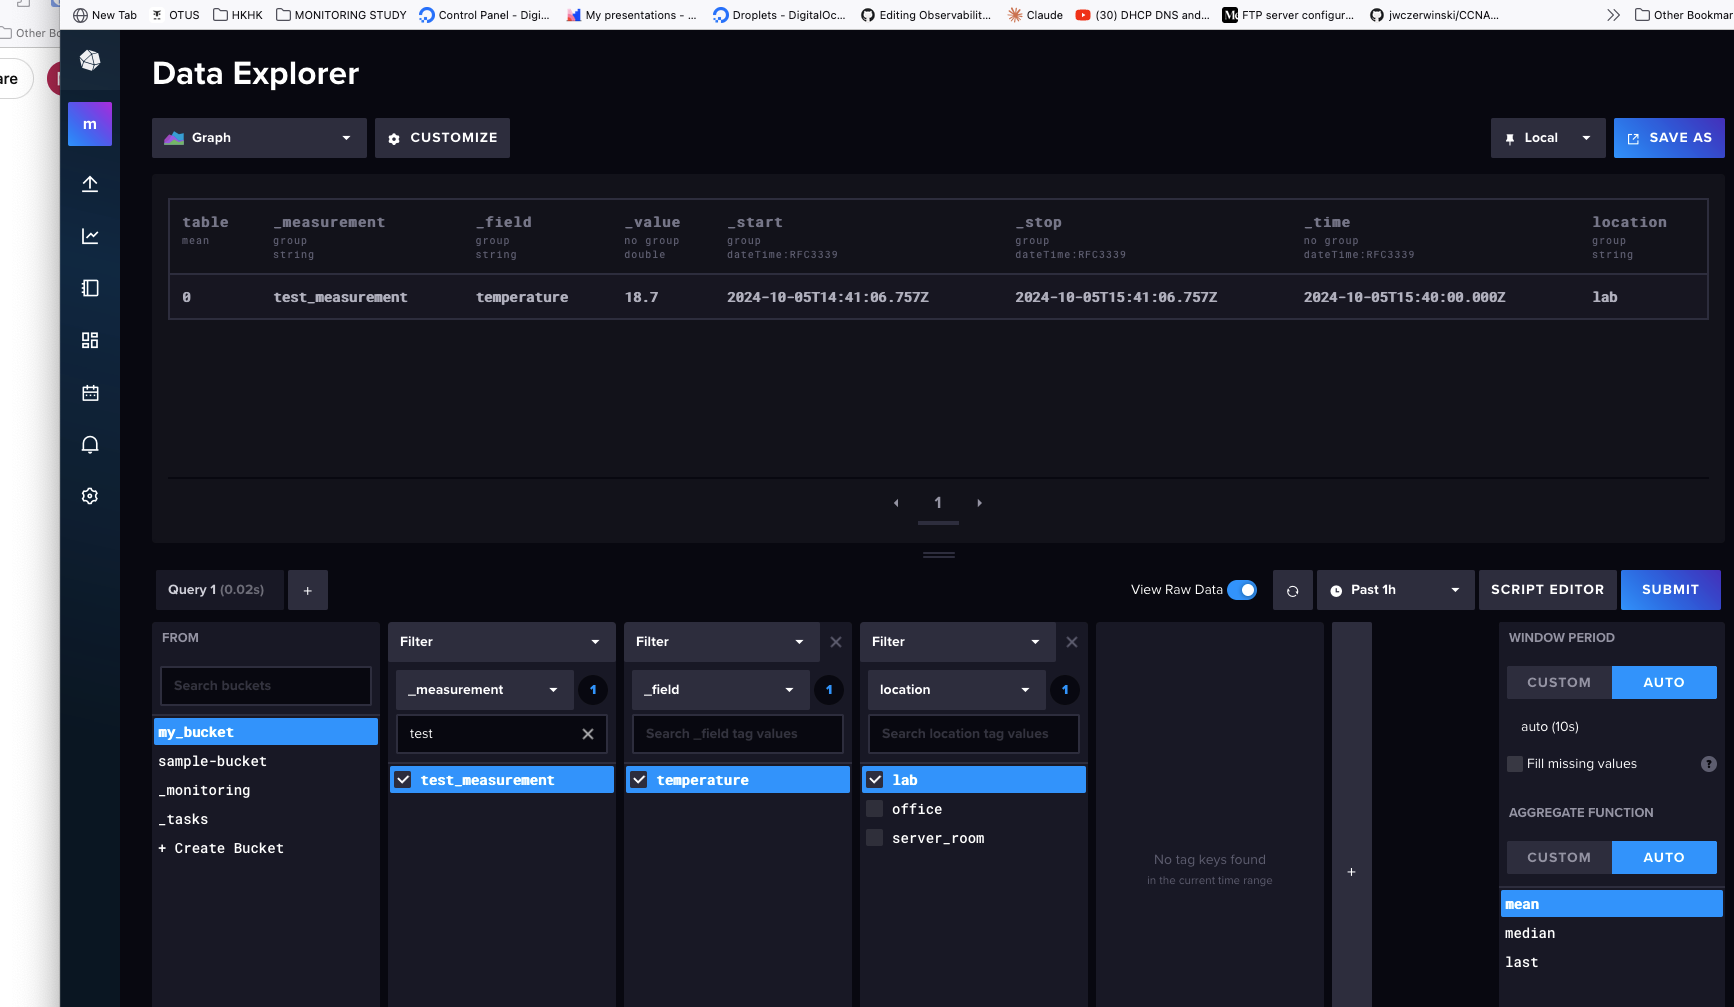 New Tab OTUS HKHK MONITORING STUDY Control Panel - Digi... My presentations - ... Droplets - DigitalOc... Editing Observabilit... Claude (30) DHCP DNS and... FTP server configur... jwczerwinski/CCNA... Other Bookmar
Other Bo
are
m
Data Explorer
Graph CUSTOMIZE Local SAVE AS
table _measurement _field _value _start _stop _time location
mean group group no group group group no group group
string string double dateTime:RFC3339 dateTime:RFC3339 dateTime:RFC3339 string
0 test_measurement temperature 18.7 2024-10-05T14:41:06.757Z 2024-10-05T15:41:06.757Z 2024-10-05T15:40:00.000Z lab
1
Query 1 (0.02s) + View Raw Data Past 1h SCRIPT EDITOR SUBMIT
FROM
Search buckets
my_bucket
sample-bucket
_monitoring
_tasks
+ Create Bucket
Filter
_measurement 1
test
test_measurement
Filter
_field 1
Search _field tag values
temperature
Filter
location 1
Search location tag values
lab
office
server_room
No tag keys found
in the current time range
+
WINDOW PERIOD
CUSTOM AUTO
auto (10s)
Fill missing values ?
AGGREGATE FUNCTION
CUSTOM AUTO
mean
median
last